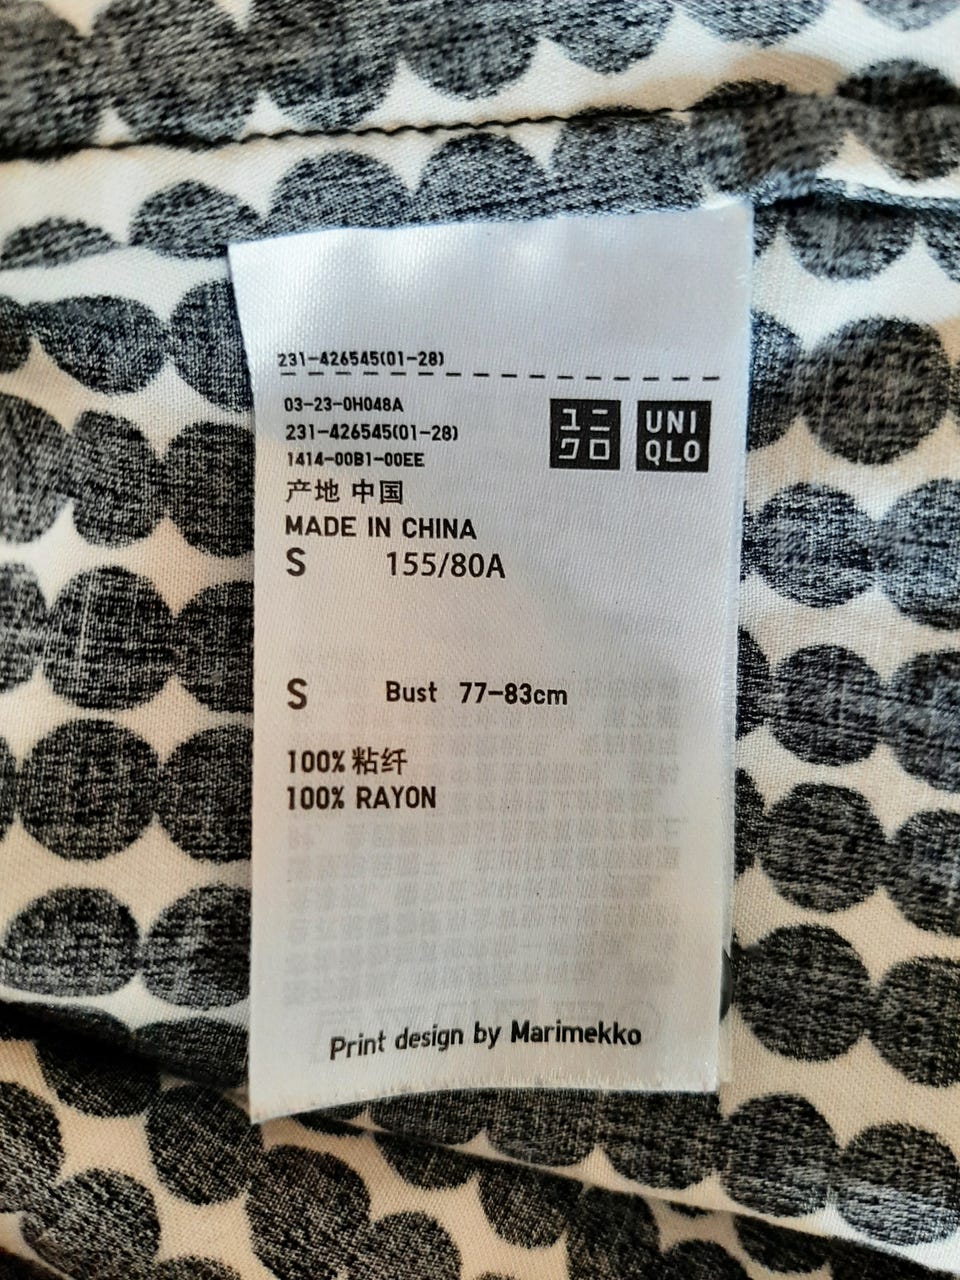 231-426545(01-28)
03-23-0H048A
231-426545(01-28)
1414-00B1-00EE
ユニ
クロ
UNI
QLO
产地 中国
MADE IN CHINA
S 155/80A
S Bust 77-83cm
100% 粘纤
100% RAYON
Print design by Marimekko